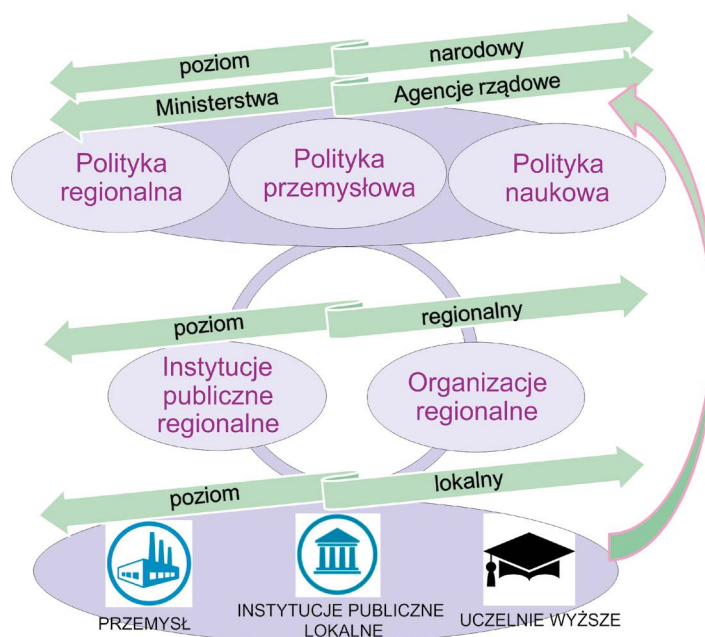 poziom narodowy
Ministerstwa Agencje rządowe
Polityka
regionalna
Polityka
przemysłowa
Polityka
naukowa
poziom regionalny
Instytucje
publiczne
regionalne
Organizacje
regionalne
poziom lokalny
PRZEMYSŁ
INSTYTUCJE PUBLICZNE
LOKALNE
UCZELNIE WYŻSZE